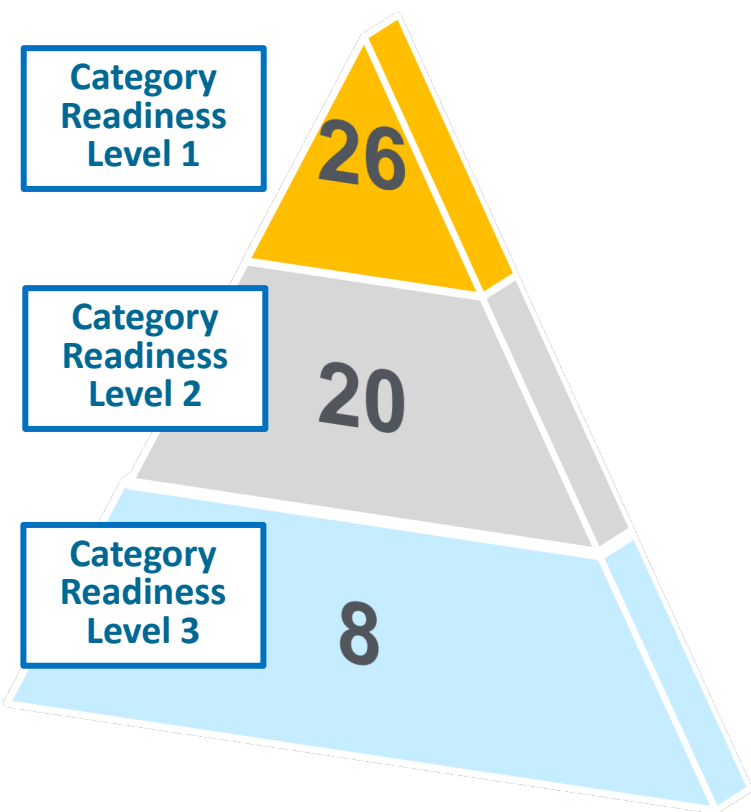 Category
Readiness
Level 1
26
Category
Readiness
Level 2
20
Category
Readiness
Level 3
8